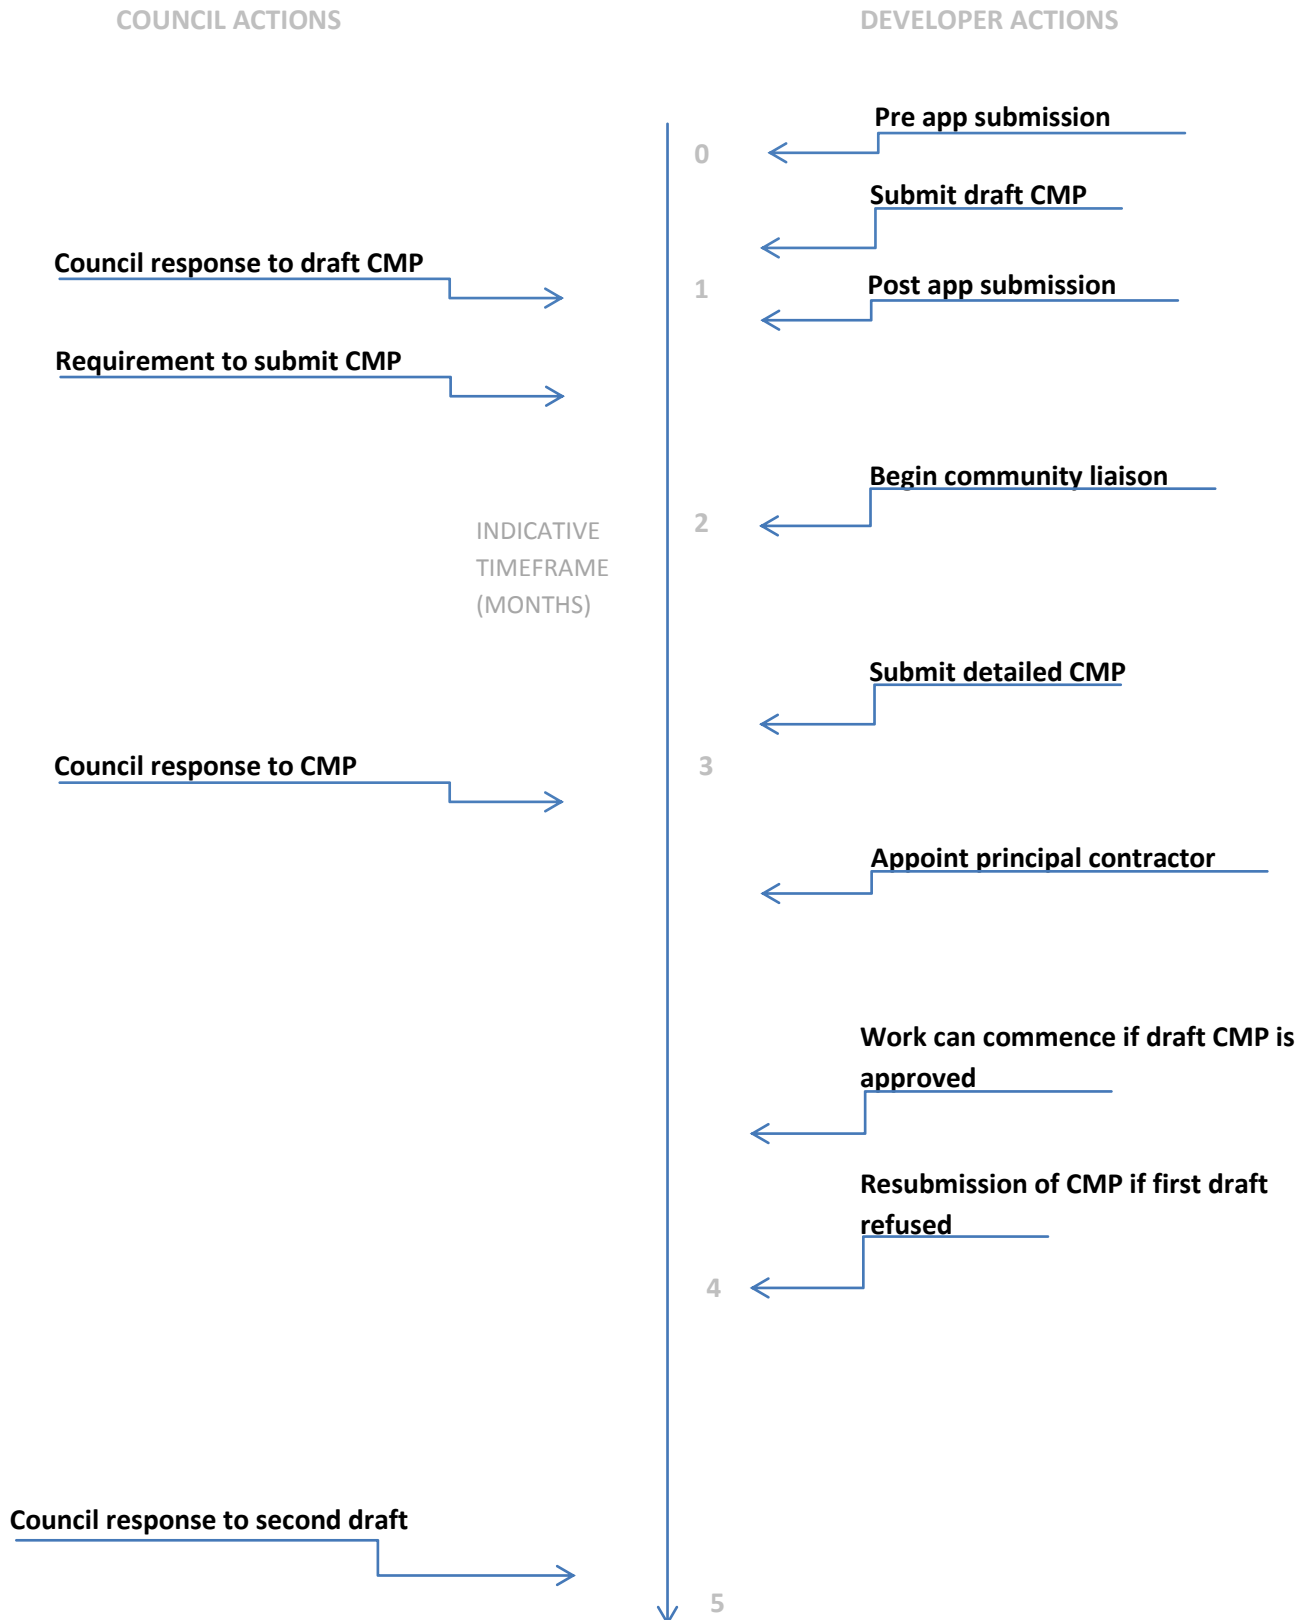 COUNCIL ACTIONS
DEVELOPER ACTIONS
Pre app submission
0
Submit draft CMP
Council response to draft CMP
1
Post app submission
Requirement to submit CMP
Begin community liaison
2
INDICATIVE
TIMEFRAME
(MONTHS)
Submit detailed CMP
Council response to CMP
3
Appoint principal contractor
Work can commence if draft CMP is
approved
Resubmission of CMP if first draft
refused
4
Council response to second draft
5